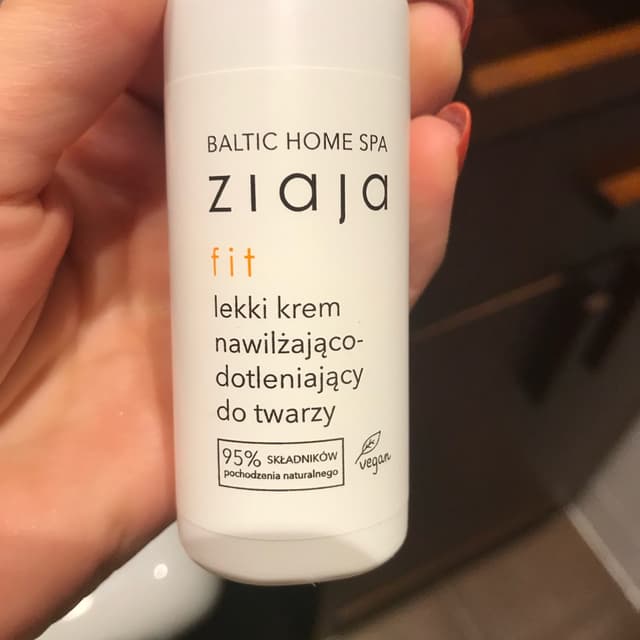 BALTIC HOME SPA
ziaja
fit
lekki krem
nawilżająco-
dotleniający
do twarzy
95% SKŁADNIKÓW
pochodzenia naturalnego
vegan